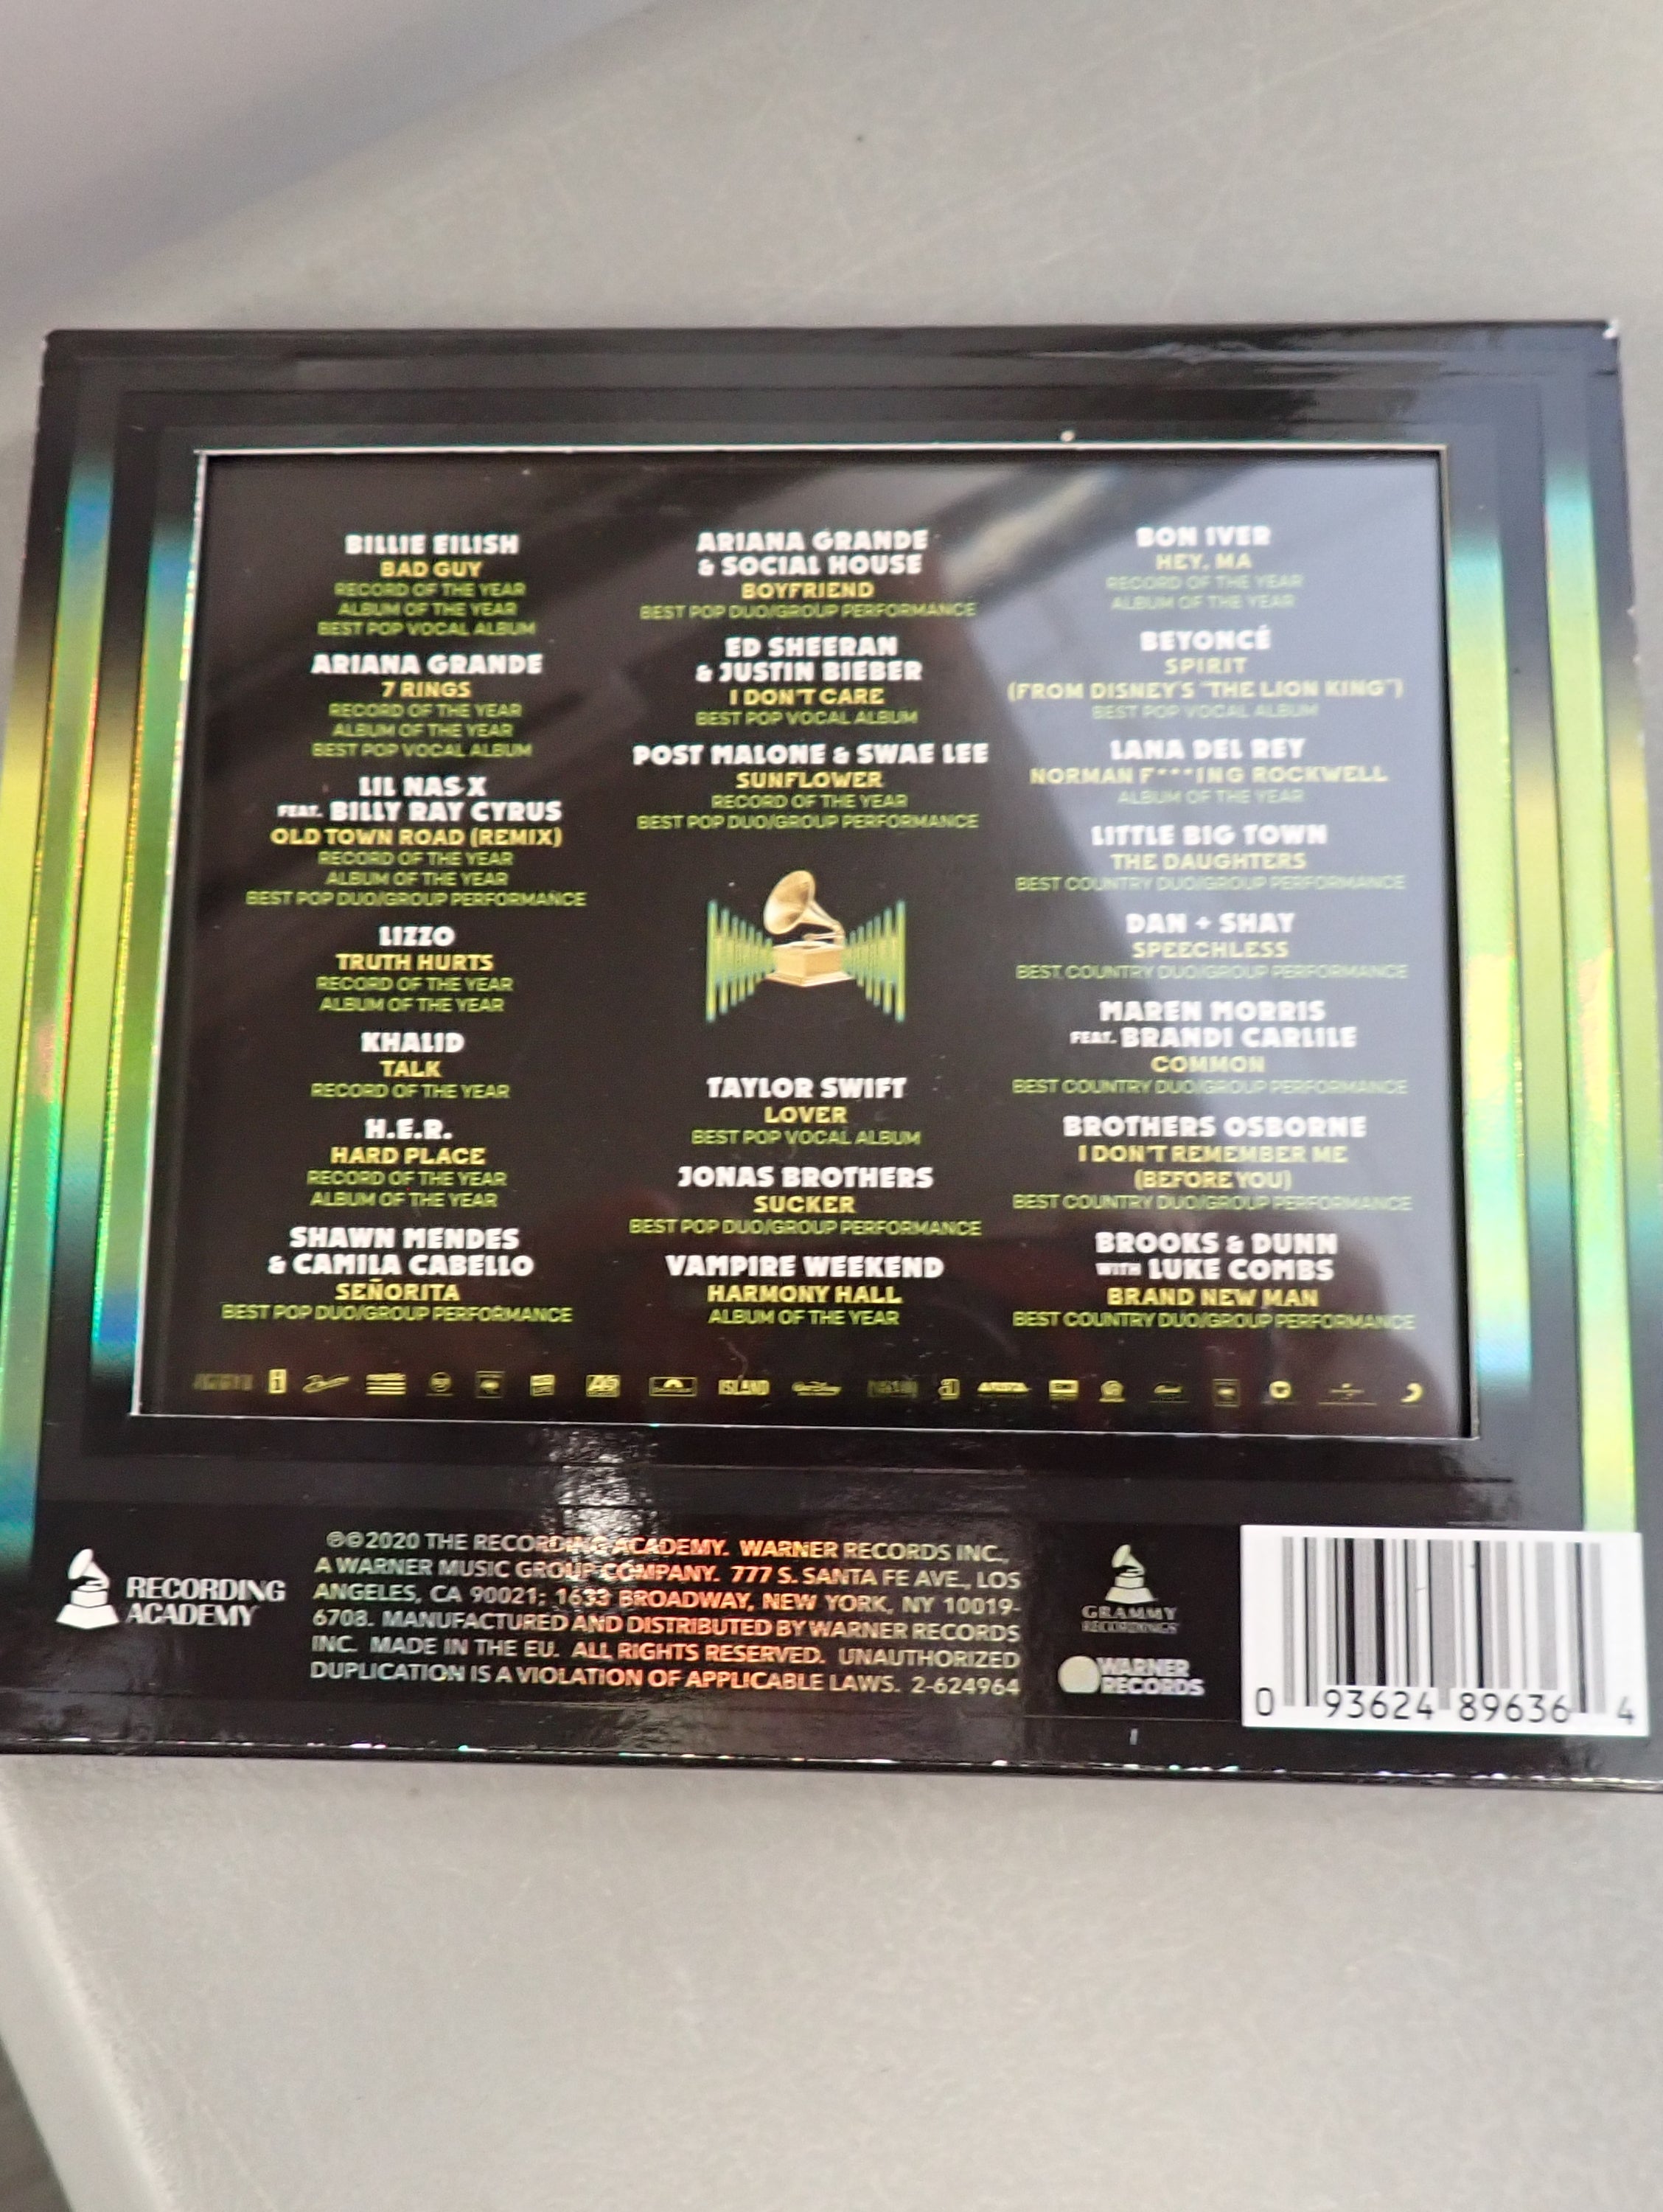 BILLIE EILISH
BAD GUY
RECORD OF THE YEAR
ALBUM OF THE YEAR
BEST POP VOCAL ALBUM
ARIANA GRANDE
7 RINGS
RECORD OF THE YEAR
ALBUM OF THE YEAR
BEST POP VOCAL ALBUM
LIL NAS X
FEAT. BILLY RAY CYRUS
OLD TOWN ROAD (REMIX)
RECORD OF THE YEAR
ALBUM OF THE YEAR
BEST POP DUO/GROUP PERFORMANCE
LIZZO
TRUTH HURTS
RECORD OF THE YEAR
ALBUM OF THE YEAR
KHALID
TALK
RECORD OF THE YEAR
H.E.R.
HARD PLACE
RECORD OF THE YEAR
ALBUM OF THE YEAR
SHAWN MENDES
& CAMILA CABELLO
SEÑORITA
BEST POP DUO/GROUP PERFORMANCE
ARIANA GRANDE
& SOCIAL HOUSE
BOYFRIEND
BEST POP DUO/GROUP PERFORMANCE
ED SHEERAN
& JUSTIN BIEBER
I DON'T CARE
BEST POP VOCAL ALBUM
POST MALONE & SWAE LEE
SUNFLOWER
RECORD OF THE YEAR
BEST POP DUO/GROUP PERFORMANCE
TAYLOR SWIFT
LOVER
BEST POP VOCAL ALBUM
JONAS BROTHERS
SUCKER
BEST POP DUO/GROUP PERFORMANCE
VAMPIRE WEEKEND
HARMONY HALL
ALBUM OF THE YEAR
BON IVER
HEY, MA
RECORD OF THE YEAR
ALBUM OF THE YEAR
BEYONCÉ
SPIRIT
(FROM DISNEY'S "THE LION KING")
BEST POP VOCAL ALBUM
LANA DEL REY
NORMAN F***ING ROCKWELL
ALBUM OF THE YEAR
LITTLE BIG TOWN
THE DAUGHTERS
BEST COUNTRY DUO/GROUP PERFORMANCE
DAN + SHAY
SPEECHLESS
BEST COUNTRY DUO/GROUP PERFORMANCE
MAREN MORRIS
FEAT. BRANDI CARLILE
COMMON
BEST COUNTRY DUO/GROUP PERFORMANCE
BROTHERS OSBORNE
I DON'T REMEMBER ME
(BEFORE YOU)
BEST COUNTRY DUO/GROUP PERFORMANCE
BROOKS & DUNN
WITH LUKE COMBS
BRAND NEW MAN
BEST COUNTRY DUO/GROUP PERFORMANCE
ISLAND
RECORDING
ACADEMY
℗©2020 THE RECORDING ACADEMY. WARNER RECORDS INC.,
A WARNER MUSIC GROUP COMPANY. 777 S. SANTA FE AVE., LOS
ANGELES, CA 90021; 1633 BROADWAY, NEW YORK, NY 10019-
6708. MANUFACTURED AND DISTRIBUTED BY WARNER RECORDS
INC. MADE IN THE EU. ALL RIGHTS RESERVED. UNAUTHORIZED
DUPLICATION IS A VIOLATION OF APPLICABLE LAWS. 2-624964
GRAMMY
RECORDINGS
WARNER
RECORDS
0 93624 89636 4